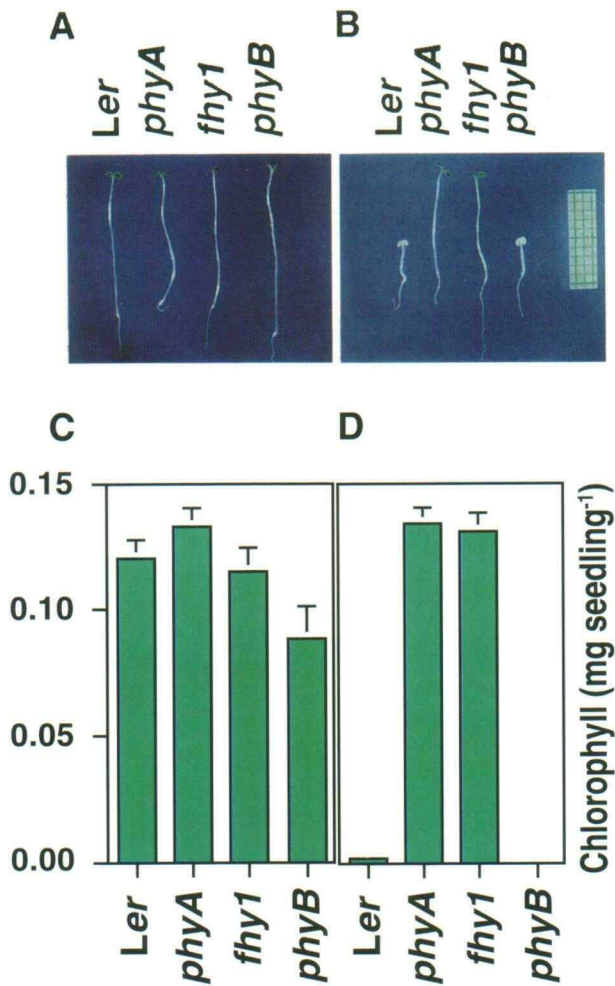 A
B
Ler
phyA
fhy1
phyB
Ler
phyA
fhy1
phyB
C
D
0.15
0.10
0.05
0.00
Chlorophyll (mg seedling⁻¹)
Ler
phyA
fhy1
phyB
Ler
phyA
fhy1
phyB